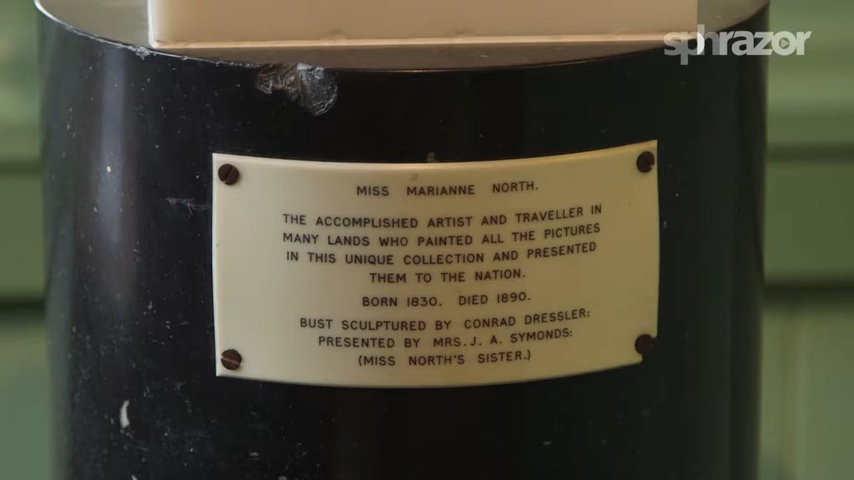 sphrazor
MISS MARIANNE NORTH.
THE ACCOMPLISHED ARTIST AND TRAVELLER IN
MANY LANDS WHO PAINTED ALL THE PICTURES
IN THIS UNIQUE COLLECTION AND PRESENTED
THEM TO THE NATION.
BORN 1830. DIED 1890.
BUST SCULPTURED BY CONRAD DRESSLER:
PRESENTED BY MRS. J. A. SYMONDS:
(MISS NORTH'S SISTER.)